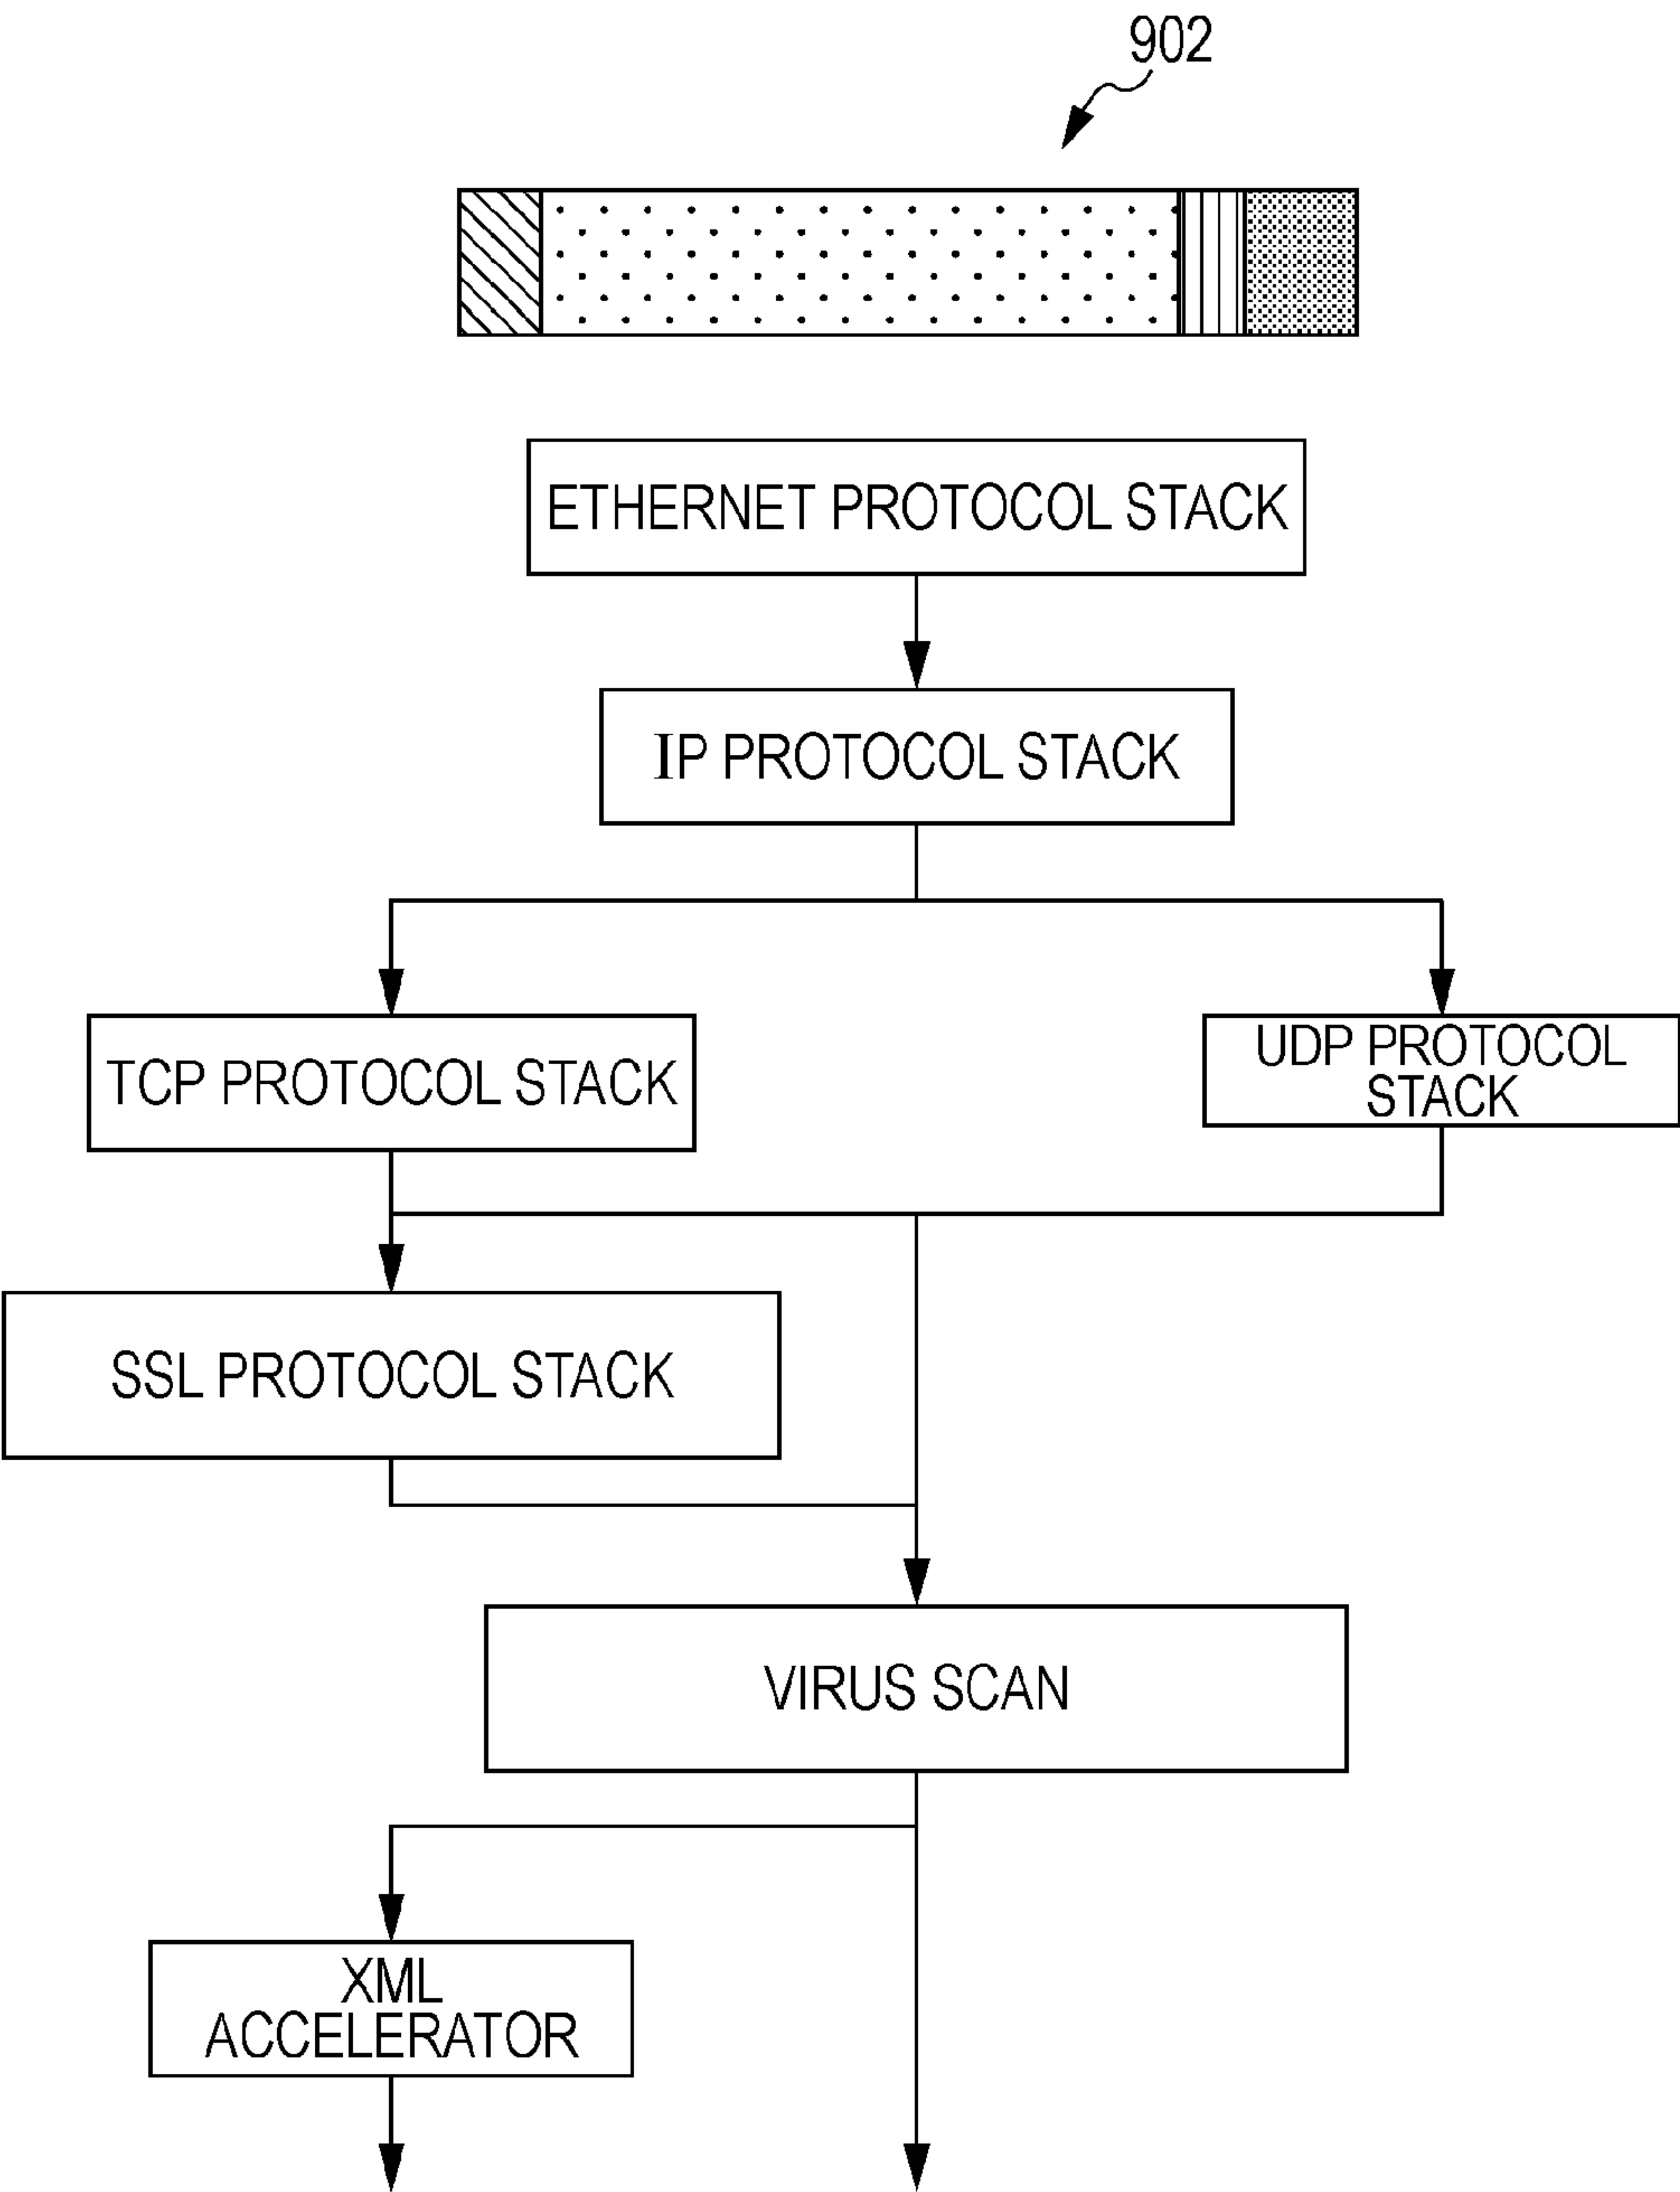 902
ETHERNET PROTOCOL STACK
IP PROTOCOL STACK
TCP PROTOCOL STACK
UDP PROTOCOL
STACK
SSL PROTOCOL STACK
VIRUS SCAN
XML
ACCELERATOR